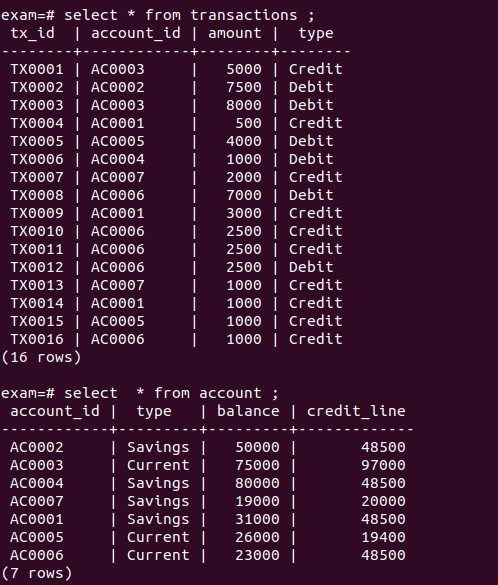 exam=# select * from transactions ;
 tx_id  | account_id | amount |  type
--------+------------+--------+--------
 TX0001 | AC0003     |   5000 | Credit
 TX0002 | AC0002     |   7500 | Debit
 TX0003 | AC0003     |   8000 | Debit
 TX0004 | AC0001     |    500 | Credit
 TX0005 | AC0005     |   4000 | Debit
 TX0006 | AC0004     |   1000 | Debit
 TX0007 | AC0007     |   2000 | Credit
 TX0008 | AC0006     |   7000 | Debit
 TX0009 | AC0001     |   3000 | Credit
 TX0010 | AC0006     |   2500 | Credit
 TX0011 | AC0006     |   2500 | Credit
 TX0012 | AC0006     |   2500 | Debit
 TX0013 | AC0007     |   1000 | Credit
 TX0014 | AC0001     |   1000 | Credit
 TX0015 | AC0005     |   1000 | Credit
 TX0016 | AC0006     |   1000 | Credit
(16 rows)

exam=# select  * from account ;
 account_id |  type   | balance | credit_line
------------+---------+---------+-------------
 AC0002     | Savings |   50000 |       48500
 AC0003     | Current |   75000 |       97000
 AC0004     | Savings |   80000 |       48500
 AC0007     | Savings |   19000 |       20000
 AC0001     | Savings |   31000 |       48500
 AC0005     | Current |   26000 |       19400
 AC0006     | Current |   23000 |       48500
(7 rows)